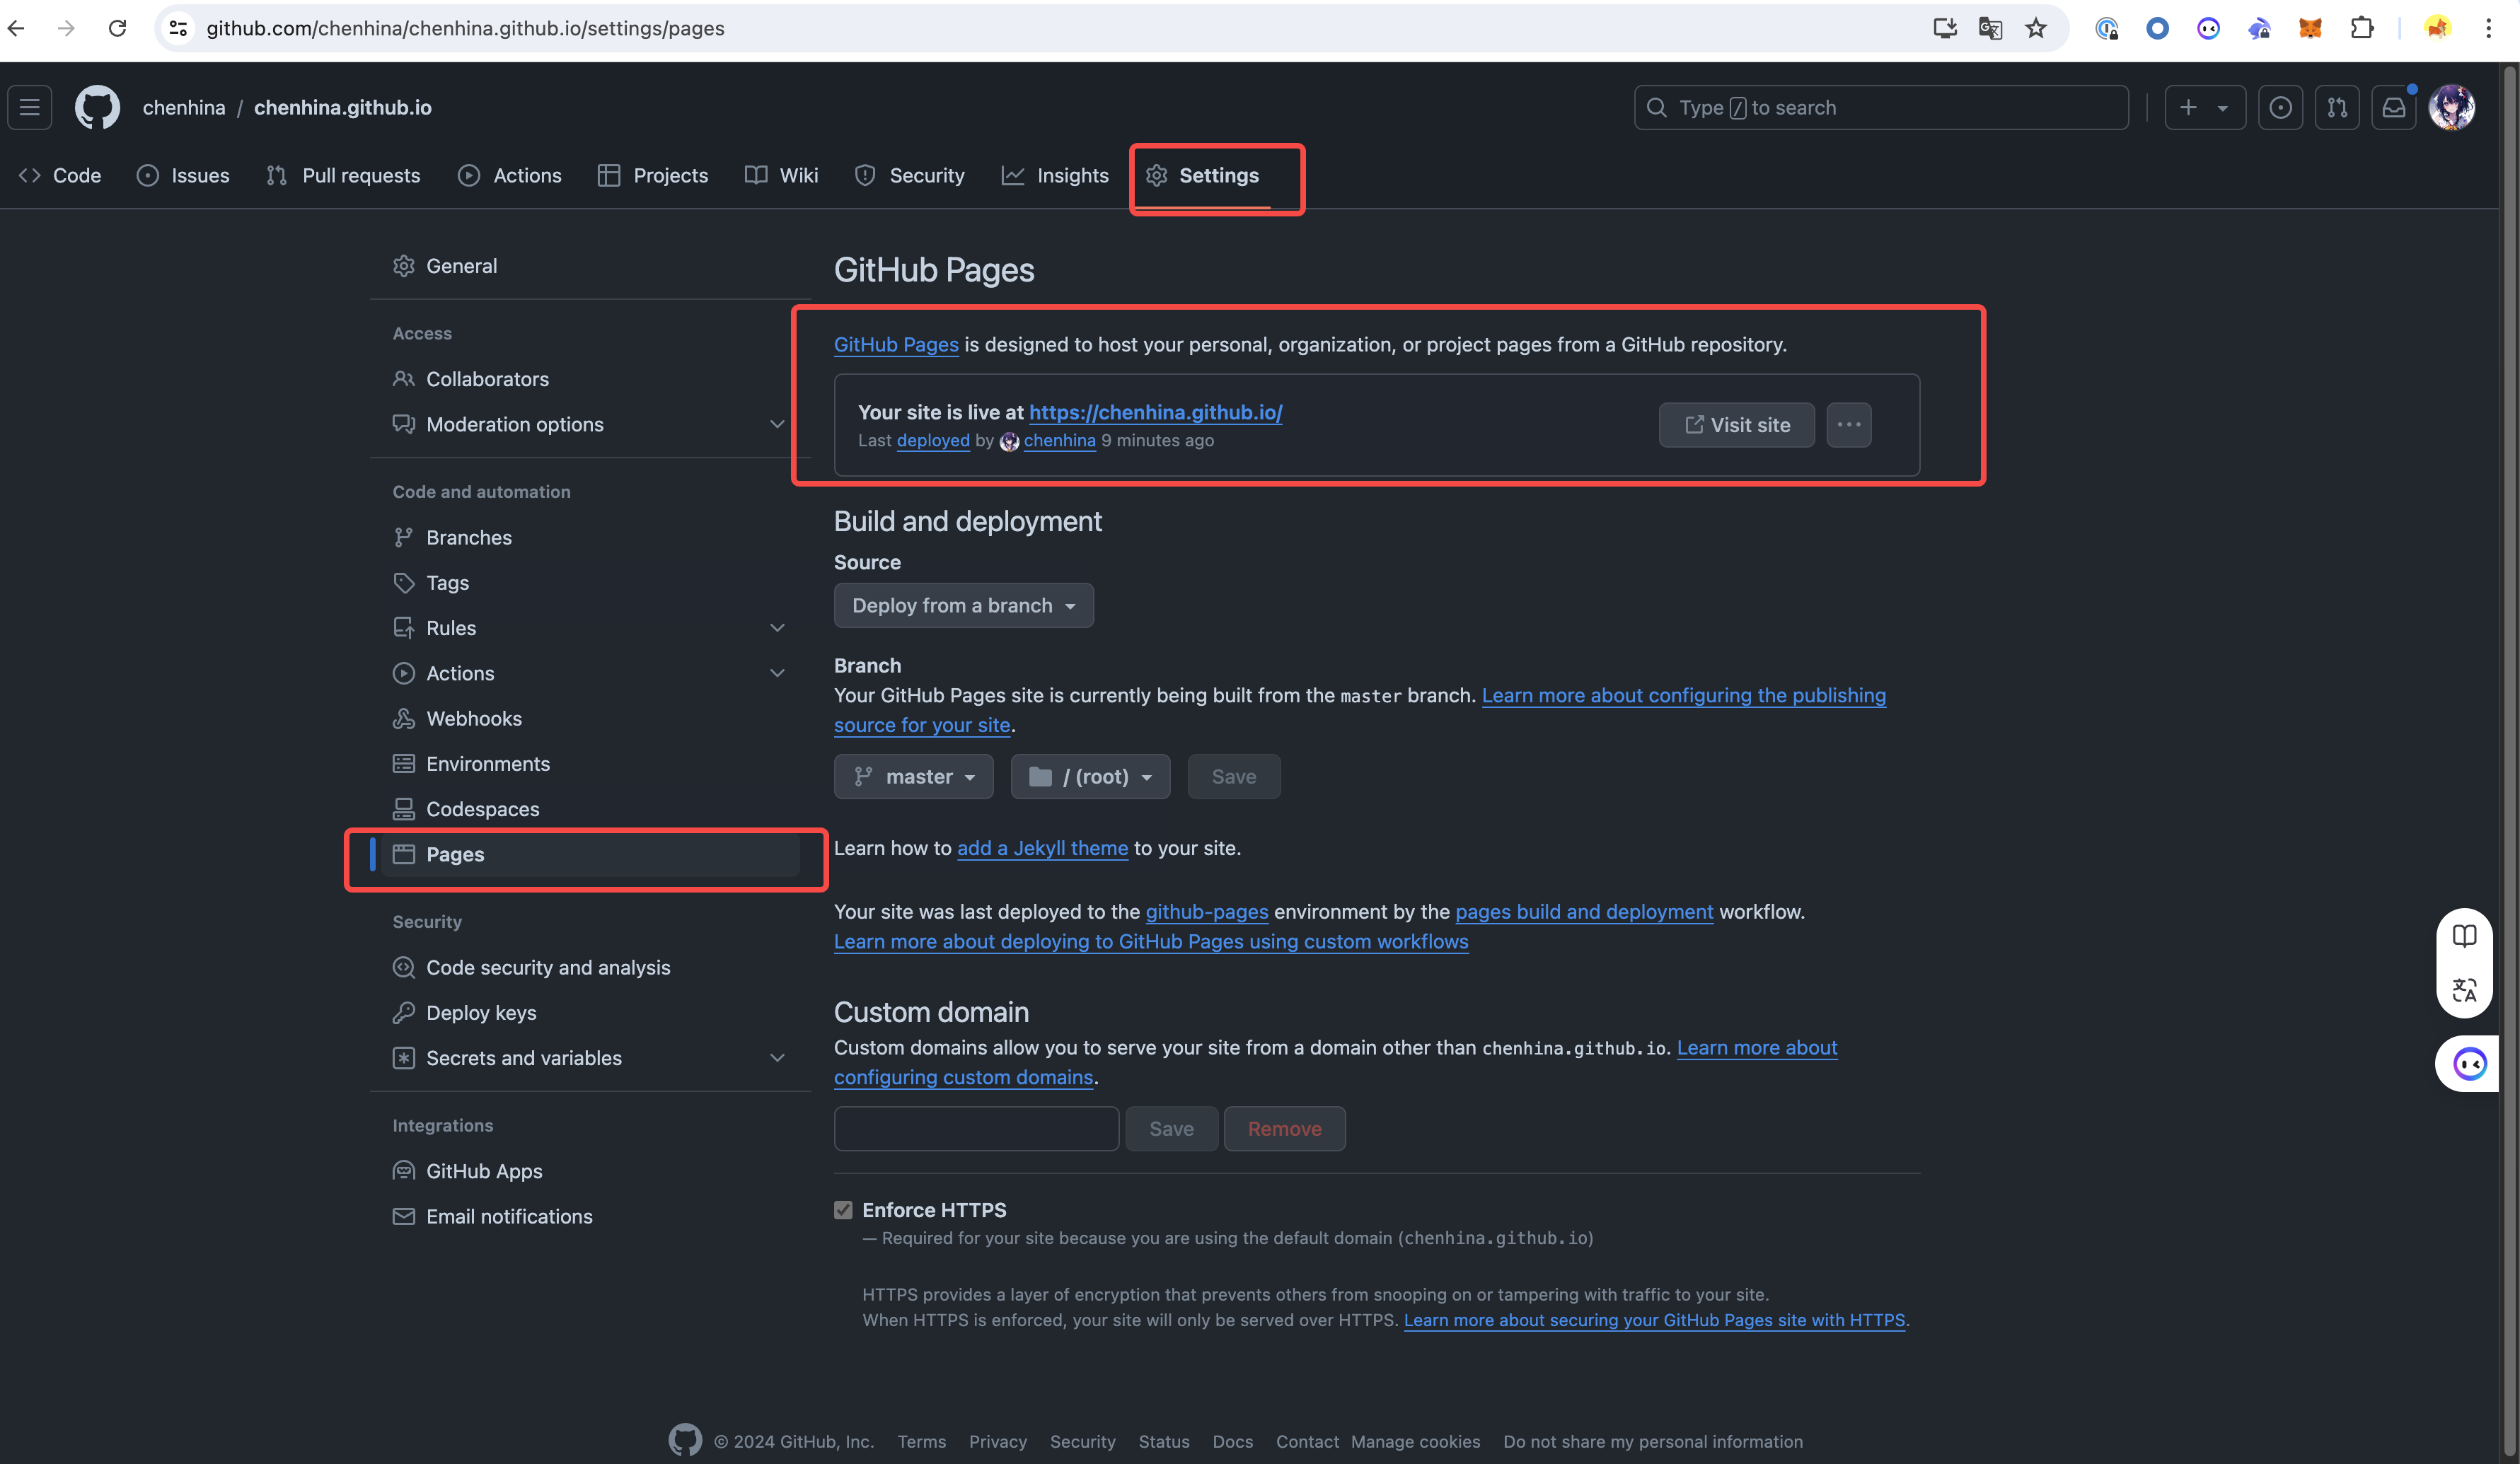 github.com/chenhina/chenhina.github.io/settings/pages
chenhina / chenhina.github.io
Type / to search
Code
Issues
Pull requests
Actions
Projects
Wiki
Security
Insights
Settings
General
Access
Collaborators
Moderation options
Code and automation
Branches
Tags
Rules
Actions
Webhooks
Environments
Codespaces
Pages
Security
Code security and analysis
Deploy keys
Secrets and variables
Integrations
GitHub Apps
Email notifications
GitHub Pages
GitHub Pages is designed to host your personal, organization, or project pages from a GitHub repository.
Your site is live at https://chenhina.github.io/
Last deployed by chenhina 9 minutes ago
Visit site
Build and deployment
Source
Deploy from a branch
Branch
Your GitHub Pages site is currently being built from the master branch. Learn more about configuring the publishing
source for your site.
master
/ (root)
Save
Learn how to add a Jekyll theme to your site.
Your site was last deployed to the github-pages environment by the pages build and deployment workflow.
Learn more about deploying to GitHub Pages using custom workflows
Custom domain
Custom domains allow you to serve your site from a domain other than chenhina.github.io. Learn more about
configuring custom domains.
Save
Remove
Enforce HTTPS
— Required for your site because you are using the default domain (chenhina.github.io)
HTTPS provides a layer of encryption that prevents others from snooping on or tampering with traffic to your site.
When HTTPS is enforced, your site will only be served over HTTPS. Learn more about securing your GitHub Pages site with HTTPS.
© 2024 GitHub, Inc.
Terms
Privacy
Security
Status
Docs
Contact
Manage cookies
Do not share my personal information